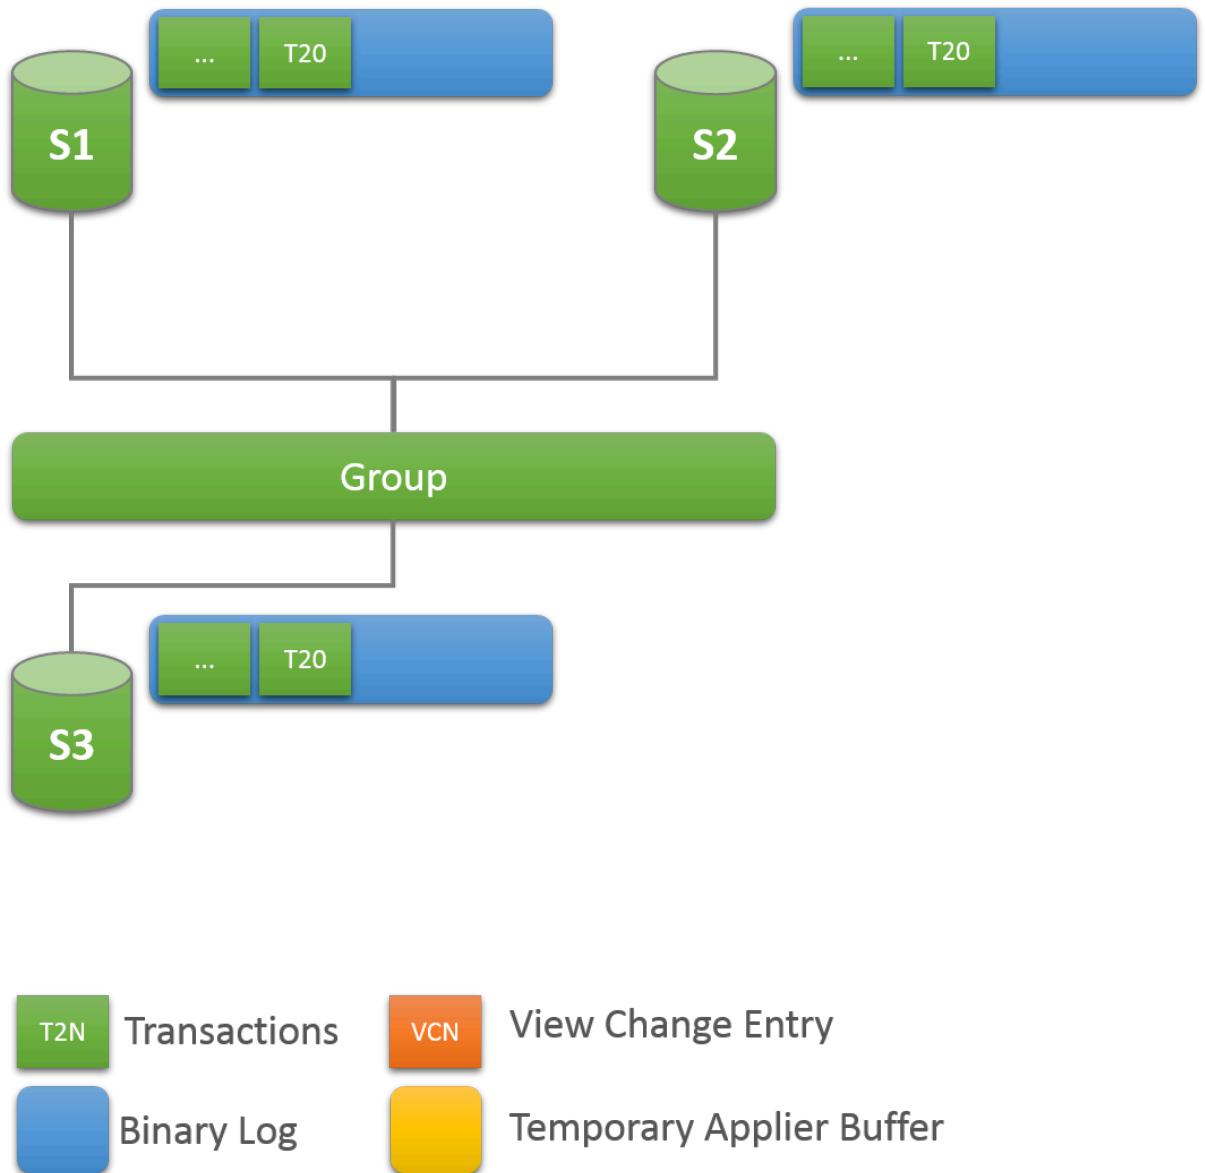 ... T20
... T20
S1
S2
Group
... T20
S3
T2N Transactions
VCN View Change Entry
Binary Log
Temporary Applier Buffer